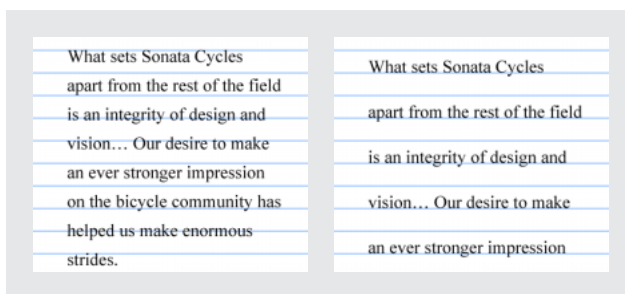 What sets Sonata Cycles
apart from the rest of the field
is an integrity of design and
vision... Our desire to make
an ever stronger impression
on the bicycle community has
helped us make enormous
strides.
What sets Sonata Cycles
apart from the rest of the field
is an integrity of design and
vision... Our desire to make
an ever stronger impression